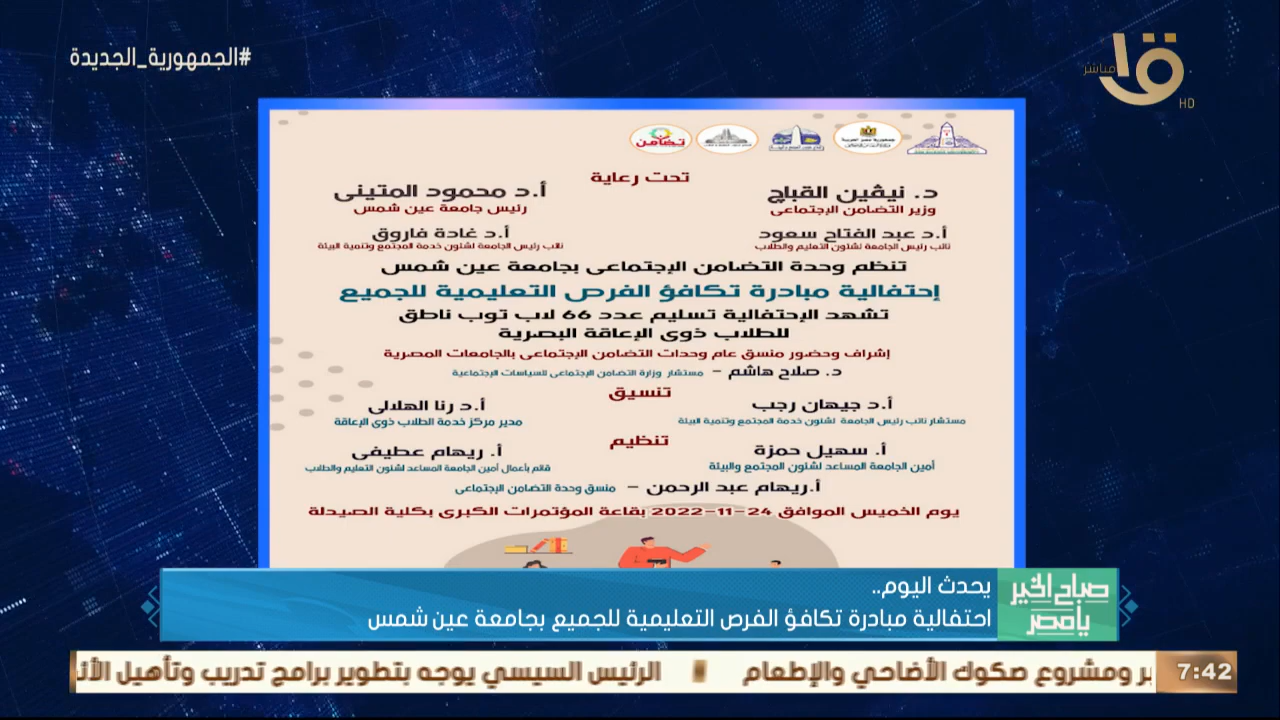 #الجمهورية_الجديدة
مباشر
HD
تضامن
تحت رعاية
د. نيڤين القباچ
وزير التضامن الإجتماعى
أ.د محمود المتينى
رئيس جامعة عين شمس
أ.د عبد الفتاح سعود
نائب رئيس الجامعة لشئون التعليم والطلاب
أ.د غادة فاروق
نائب رئيس الجامعة لشئون خدمة المجتمع وتنمية البيئة
تنظم وحدة التضامن الإجتماعى بجامعة عين شمس
إحتفالية مبادرة تكافؤ الفرص التعليمية للجميع
تشهد الإحتفالية تسليم عدد 66 لاب توب ناطق
للطلاب ذوى الإعاقة البصرية
إشراف وحضور منسق عام وحدات التضامن الإجتماعى بالجامعات المصرية
د. صلاح هاشم – مستشار وزارة التضامن الإجتماعى للسياسات الإجتماعية
تنسيق
أ.د جيهان رجب
مستشار نائب رئيس الجامعة لشئون خدمة المجتمع وتنمية البيئة
أ.د رنا الهلالى
مدير مركز خدمة الطلاب ذوى الإعاقة
تنظيم
أ. سهيل حمزة
أمين الجامعة المساعد لشئون المجتمع والبيئة
أ. ريهام عطيفى
قائم بأعمال أمين الجامعة المساعد لشئون التعليم والطلاب
أ.ريهام عبد الرحمن – منسق وحدة التضامن الإجتماعى
يوم الخميس الموافق 24-11-2022 بقاعة المؤتمرات الكبرى بكلية الصيدلة
صباح الخير
يا مصر
يحدث اليوم..
احتفالية مبادرة تكافؤ الفرص التعليمية للجميع بجامعة عين شمس
7:42
ومشروع صكوك الأضاحي والإطعام
الرئيس السيسي يوجه بتطوير برامج تدريب وتأهيل